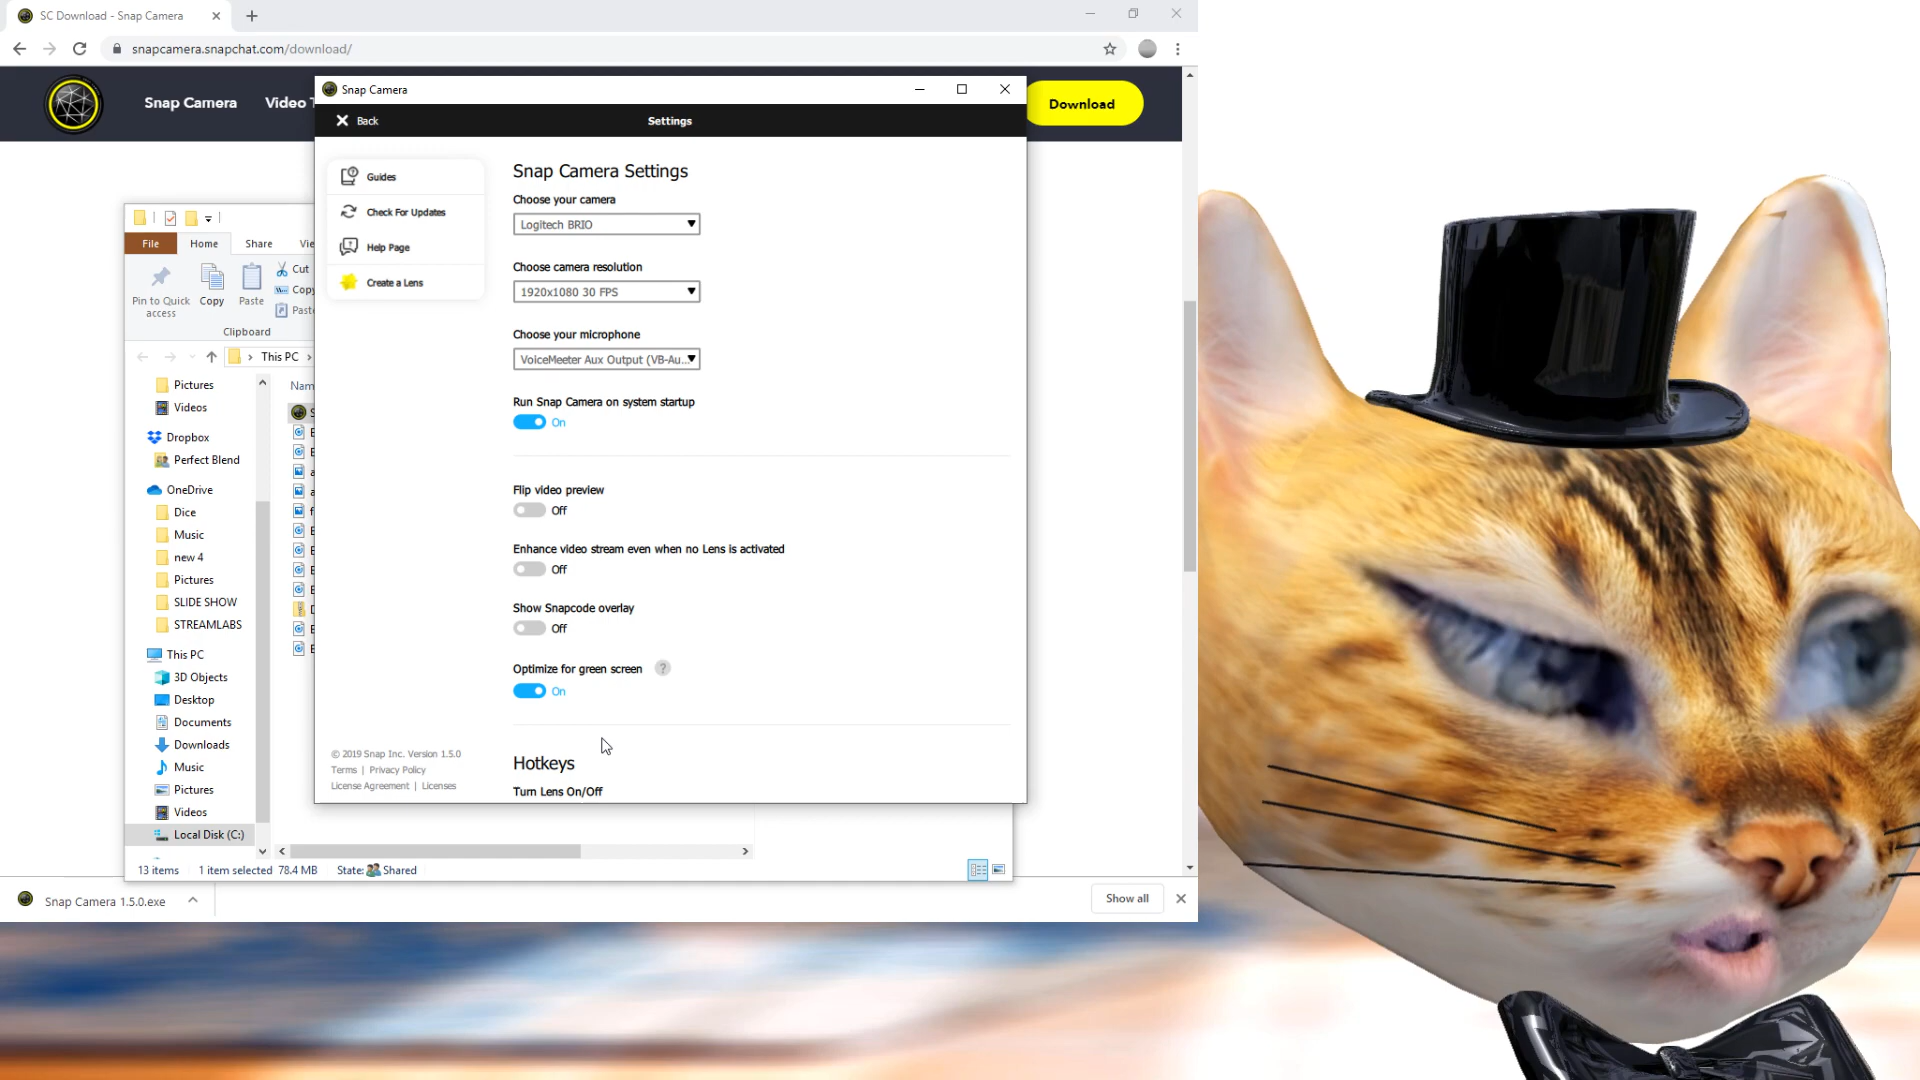 SC Download - Snap Camera
snapcamera.snapchat.com/download/
Snap Camera
Video
Download
Snap Camera
Back
Settings
Guides
Check For Updates
Help Page
Create a Lens
Snap Camera Settings
Choose your camera
Logitech BRIO
Choose camera resolution
1920x1080 30 FPS
Choose your microphone
VoiceMeeter Aux Output (VB-Au...
Run Snap Camera on system startup
On
Flip video preview
Off
Enhance video stream even when no Lens is activated
Off
Show Snapcode overlay
Off
Optimize for green screen ?
On
Hotkeys
Turn Lens On/Off
© 2019 Snap Inc. Version 1.5.0
Terms | Privacy Policy
License Agreement | Licenses
File
Home
Share
Pin to Quick
access
Copy
Paste
Cut
Clipboard
This PC
Pictures
Videos
Dropbox
Perfect Blend
OneDrive
Dice
Music
new 4
Pictures
SLIDE SHOW
STREAMLABS
This PC
3D Objects
Desktop
Documents
Downloads
Music
Pictures
Videos
Local Disk (C:)
13 items
1 item selected 78.4 MB
State: Shared
Snap Camera 1.5.0.exe
Show all